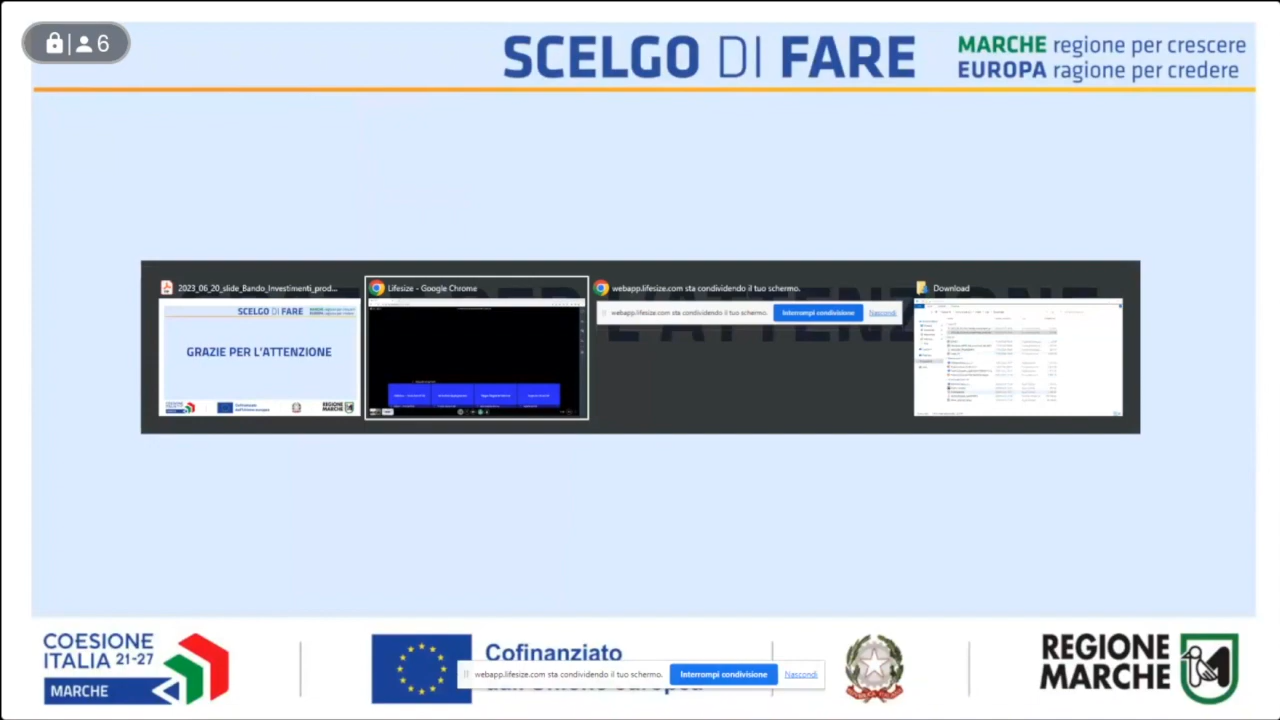 6
SCELGO DI FARE
MARCHE regione per crescere
EUROPA ragione per credere
2023_06_20_slide_Bando_Investimenti_prod...
SCELGO DI FARE
GRAZIE PER L'ATTENZIONE
REGIONE
MARCHE
Lifesize - Google Chrome
webapp.lifesize.com sta condividendo il tuo schermo.
webapp.lifesize.com sta condividendo il tuo schermo.
Interrompi condivisione
Nascondi
Download
COESIONE
ITALIA 21-27
MARCHE
Cofinanziato
webapp.lifesize.com sta condividendo il tuo schermo.
Interrompi condivisione
Nascondi
REGIONE
MARCHE